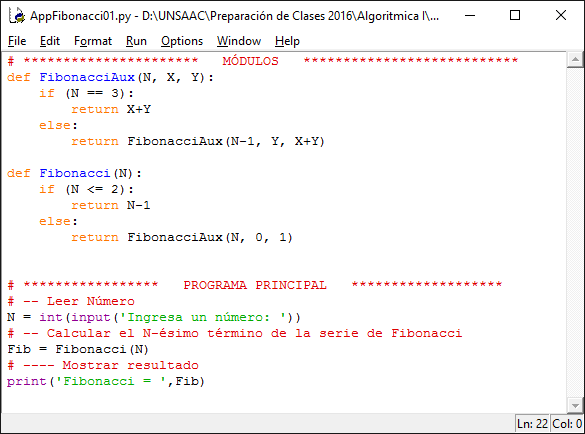 AppFibonacci01.py - D:\UNSAAC\Preparación de Clases 2016\Algoritmica I\...
File Edit Format Run Options Window Help
# ********************** MÓDULOS ***************************
def FibonacciAux(N, X, Y):
    if (N == 3):
        return X+Y
    else:
        return FibonacciAux(N-1, Y, X+Y)
def Fibonacci(N):
    if (N <= 2):
        return N-1
    else:
        return FibonacciAux(N, 0, 1)
# ***************** PROGRAMA PRINCIPAL *******************
# -- Leer Número
N = int(input('Ingresa un número: '))
# -- Calcular el N-ésimo término de la serie de Fibonacci
Fib = Fibonacci(N)
# ---- Mostrar resultado
print('Fibonacci = ',Fib)
Ln: 22 Col: 0